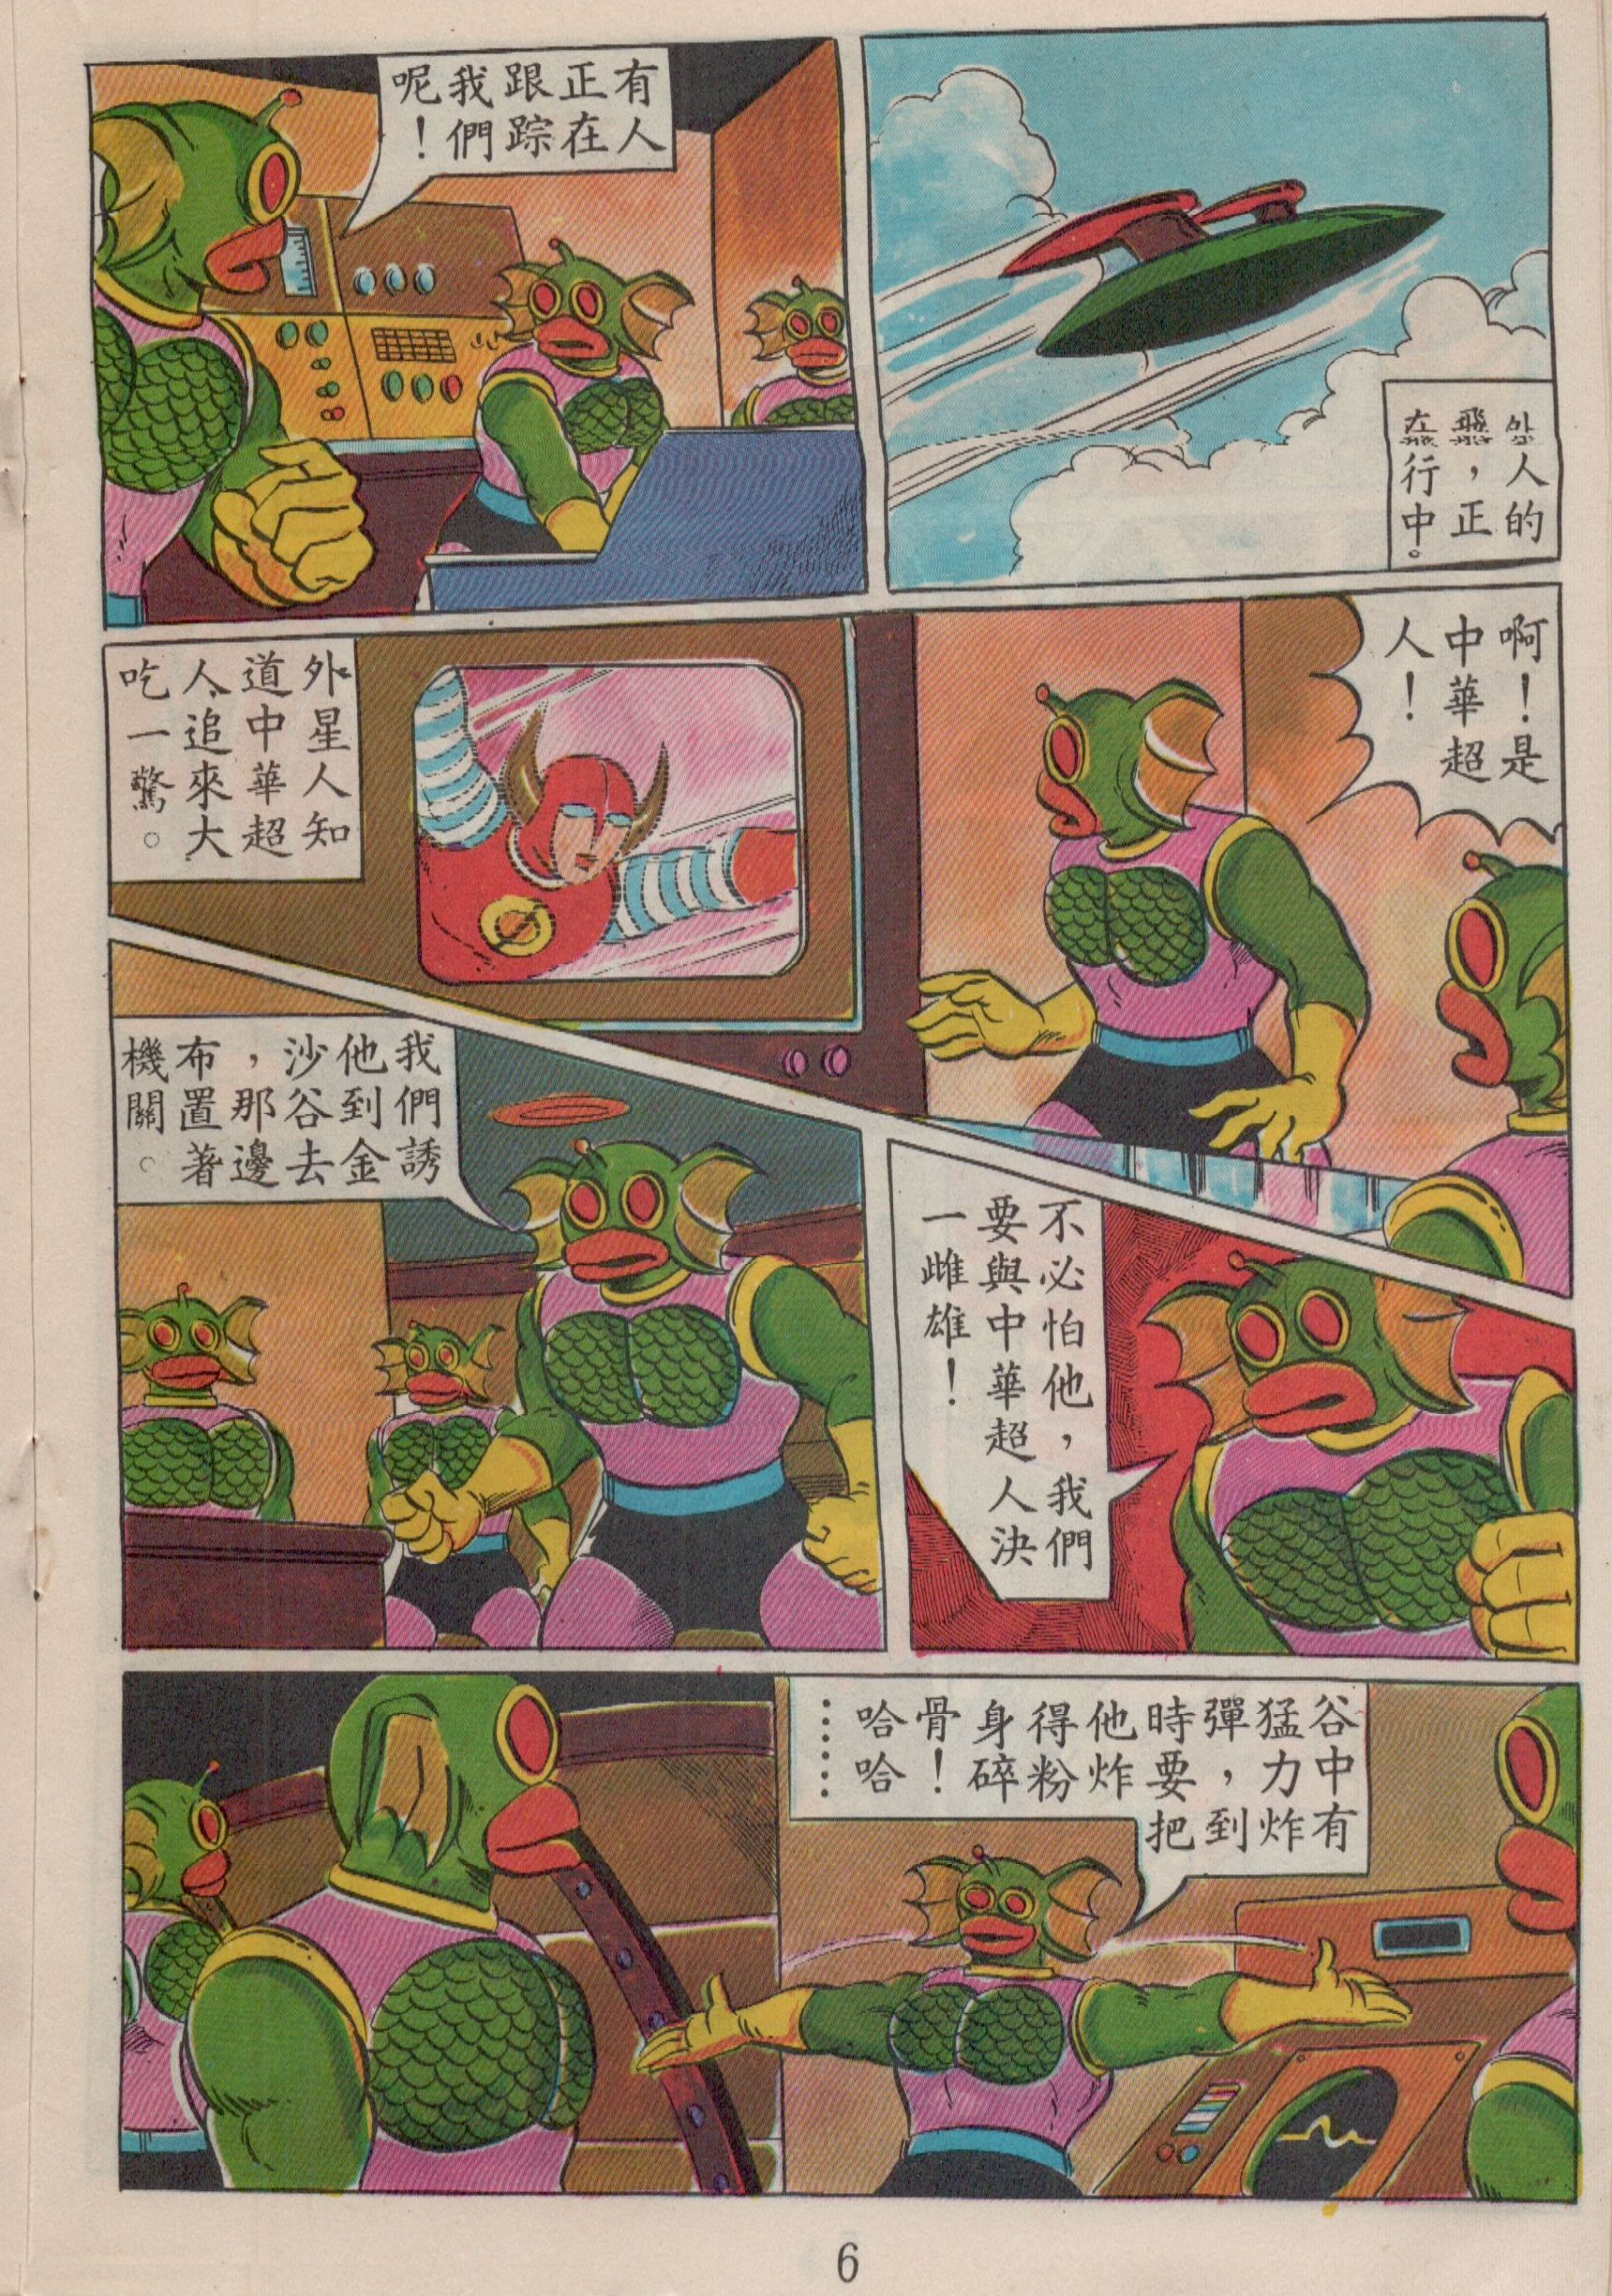 外星人的
飛，正
在飛行中。
有人
正在
跟踪
我們
呢！
啊！是
中華超
人！
外星人知
道中華超
人追來大
吃一驚。
不必怕他，我們
要與中華超人決
一雌雄！
我們誘
他到金
沙谷去
，那邊
布置著
機關。
谷中有
猛力炸
彈，到
時要把
他炸
得粉
身碎
骨！
哈哈
……
6